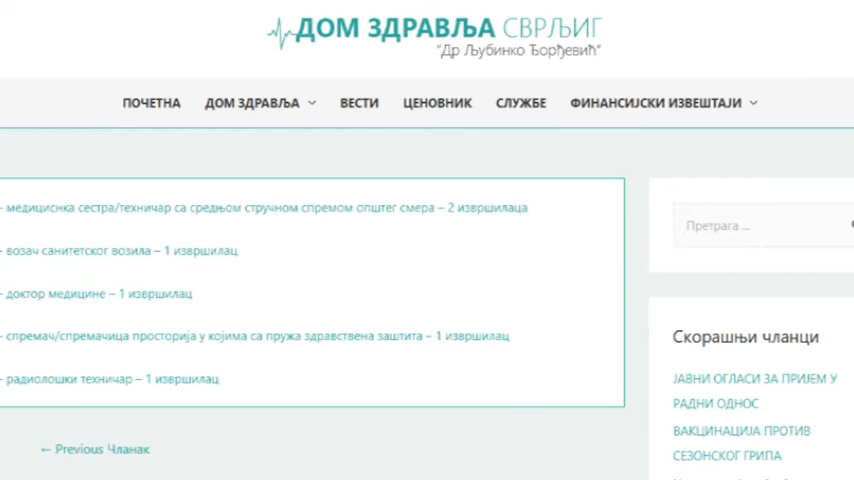 ДОМ ЗДРАВЉА СВРЉИГ
“Др Љубинко Ђорђевић”
ПОЧЕТНА ДОМ ЗДРАВЉА ВЕСТИ ЦЕНОВНИК СЛУЖБЕ ФИНАНСИЈСКИ ИЗВЕШТАЈИ
- медициснка сестра/техничар са средњом стручном спремом општег смера – 2 извршилаца
- возач санитетског возила – 1 извршилац
- доктор медицине – 1 извршилац
- спремач/спремачица просторија у којима са пружа здравствена заштита – 1 извршилац
- радиолошки техничар – 1 извршилац
← Previous Чланак
Претрага ...
Скорашњи чланци
ЈАВНИ ОГЛАСИ ЗА ПРИЈЕМ У
РАДНИ ОДНОС
ВАКЦИНАЦИЈА ПРОТИВ
СЕЗОНСКОГ ГРИПА